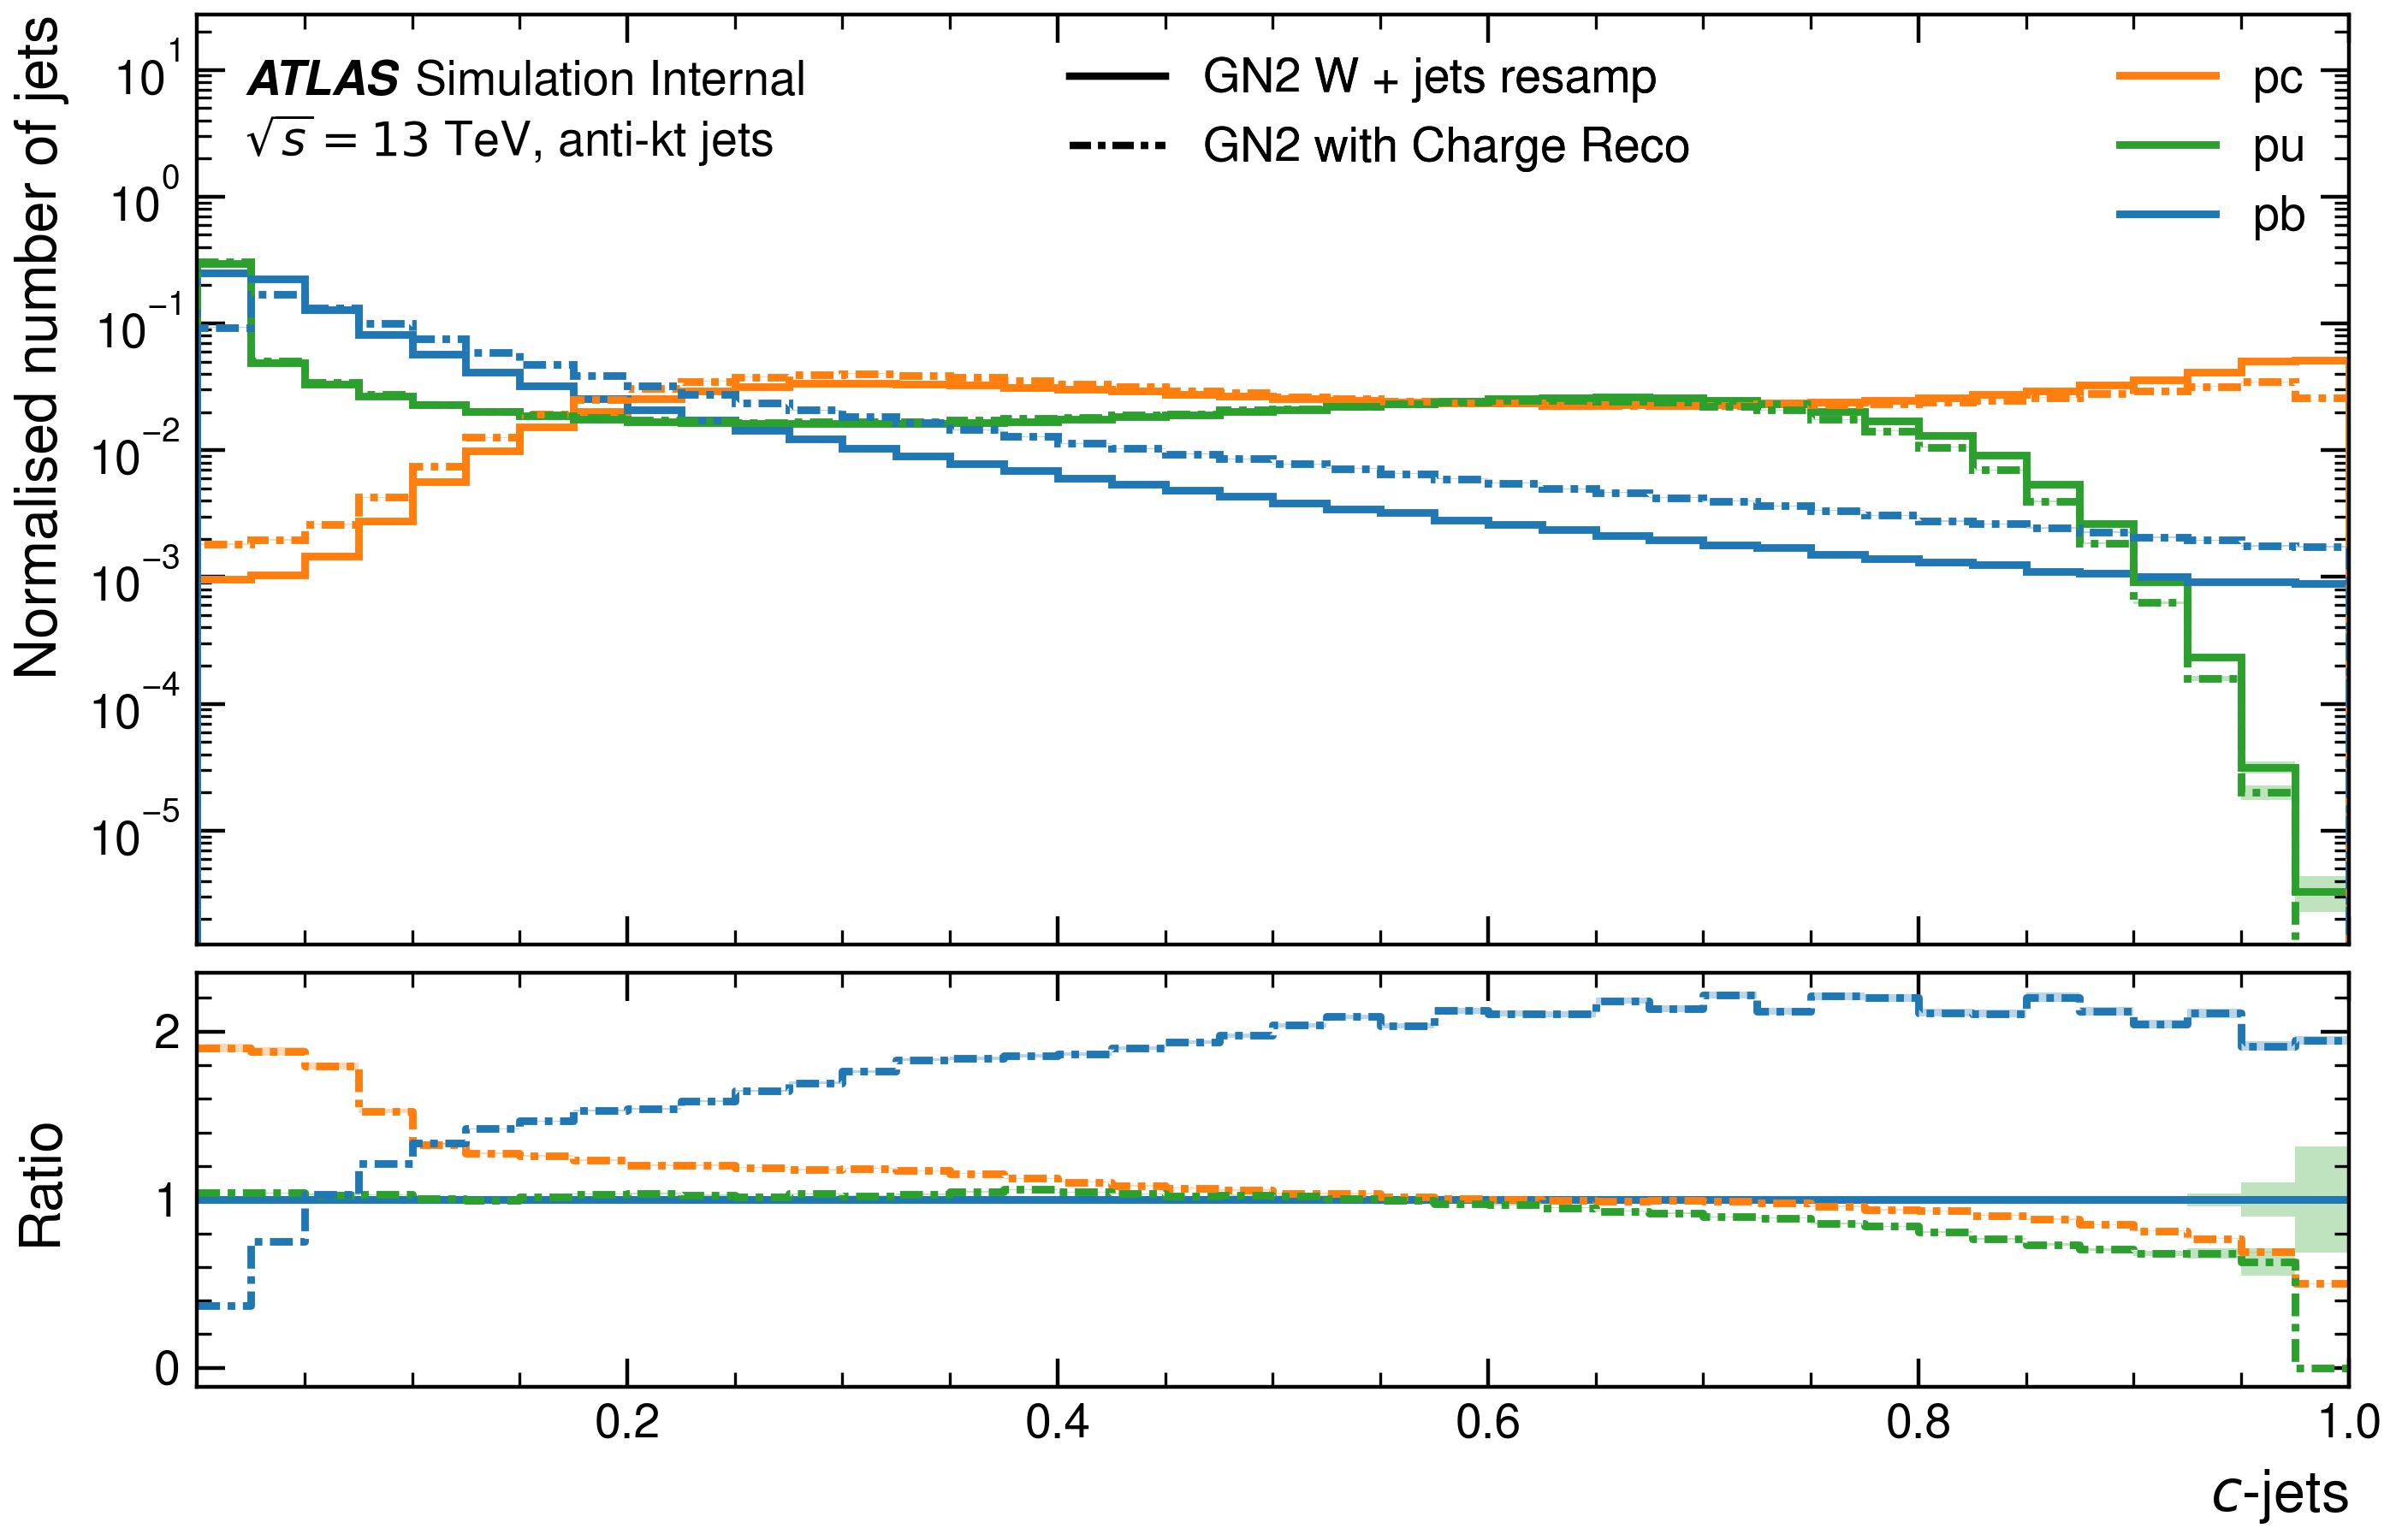 Normalised number of jets
10^1
10^0
10^−1
10^−2
10^−3
10^−4
10^−5
ATLAS Simulation Internal
√s = 13 TeV, anti-kt jets
GN2 W + jets resamp
GN2 with Charge Reco
pc
pu
pb
Ratio
2
1
0
0.2 0.4 0.6 0.8 1.0
c-jets